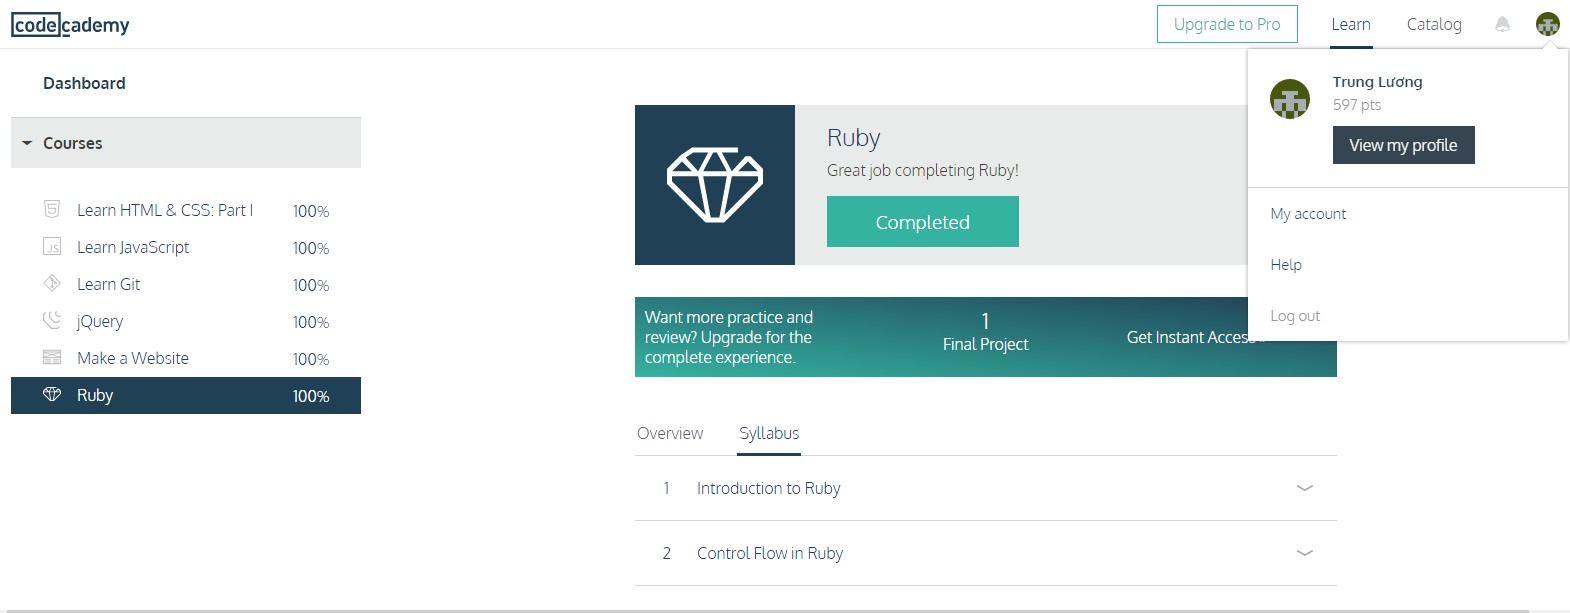 codecademy
Upgrade to Pro
Learn
Catalog
Trung Lương
597 pts
View my profile
My account
Help
Log out
Dashboard
Courses
Learn HTML & CSS: Part I 100%
JS Learn JavaScript 100%
Learn Git 100%
jQuery 100%
Make a Website 100%
Ruby 100%
Ruby
Great job completing Ruby!
Completed
Want more practice and
review? Upgrade for the
complete experience.
1
Final Project
Get Instant Access
Overview
Syllabus
1 Introduction to Ruby
2 Control Flow in Ruby